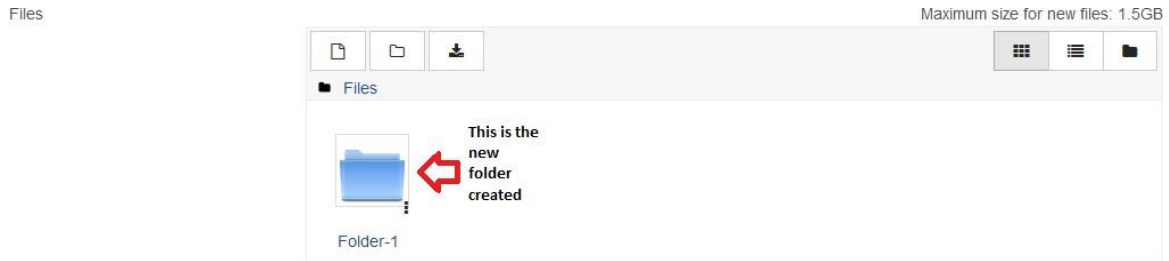 Files
Maximum size for new files: 1.5GB
Files
This is the
new
folder
created
Folder-1